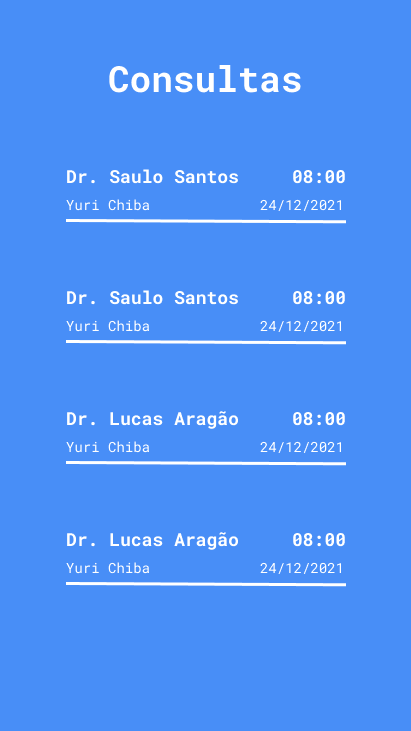 Consultas
Dr. Saulo Santos 08:00
Yuri Chiba 24/12/2021
Dr. Saulo Santos 08:00
Yuri Chiba 24/12/2021
Dr. Lucas Aragão 08:00
Yuri Chiba 24/12/2021
Dr. Lucas Aragão 08:00
Yuri Chiba 24/12/2021